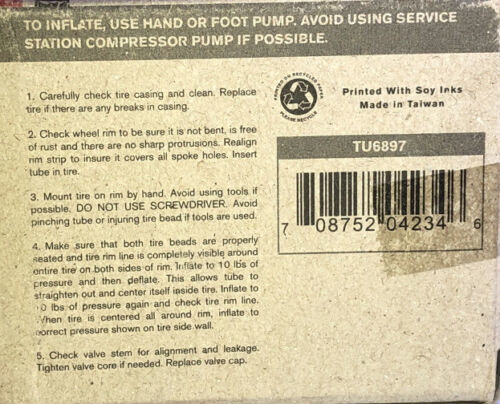 TO INFLATE, USE HAND OR FOOT PUMP. AVOID USING SERVICE
STATION COMPRESSOR PUMP IF POSSIBLE.
1. Carefully check tire casing and clean. Replace
tire if there are any breaks in casing.
2. Check wheel rim to be sure it is not bent, is free
of rust and there are no sharp protrusions. Realign
rim strip to insure it covers all spoke holes. Insert
tube in tire.
3. Mount tire on rim by hand. Avoid using tools if
possible. DO NOT USE SCREWDRIVER. Avoid
pinching tube or injuring tire bead if tools are used.
4. Make sure that both tire beads are properly
seated and tire rim line is completely visible around
entire tire on both sides of rim. Inflate to 10 lbs of
pressure and then deflate. This allows tube to
straighten out and center itself inside tire. Inflate to
lbs of pressure again and check tire rim line.
When tire is centered all around rim, inflate to
correct pressure shown on tire side wall.
5. Check valve stem for alignment and leakage.
Tighten valve core if needed. Replace valve cap.
PRINTED ON RECYCLED PAPER
PLEASE RECYCLE
Printed With Soy Inks
Made in Taiwan
TU6897
7 08752 04234 6